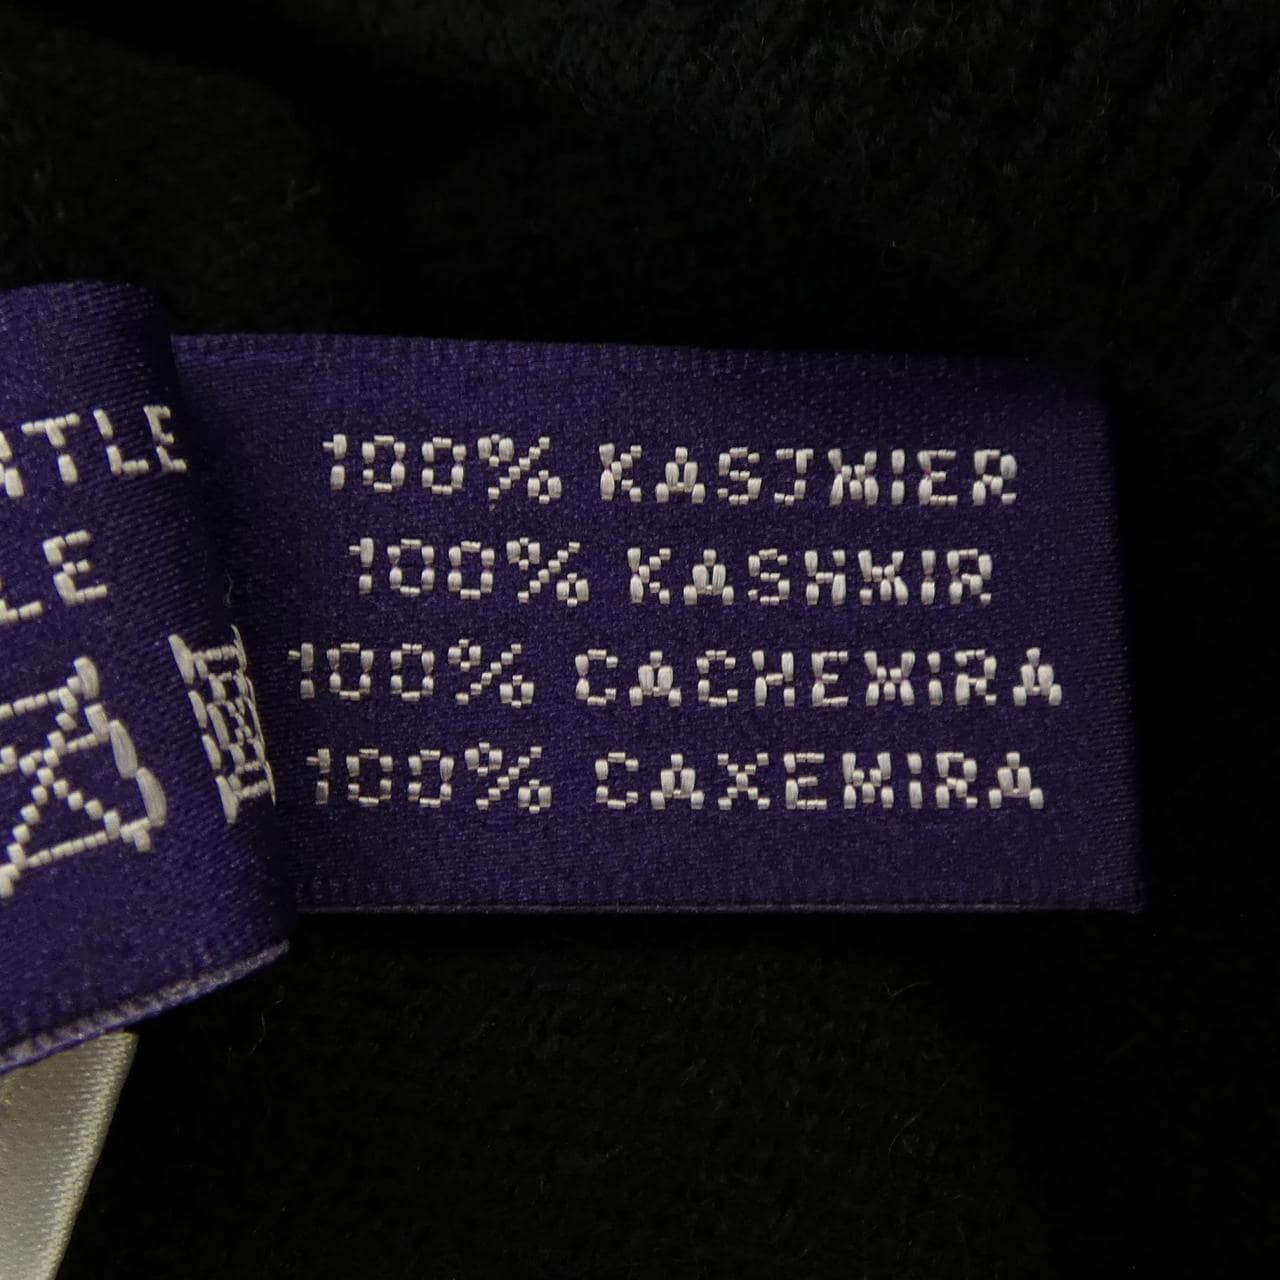 100% KASJMIER
100% KASHMIR
100% CACHEMIRA
100% CAXEMIRA